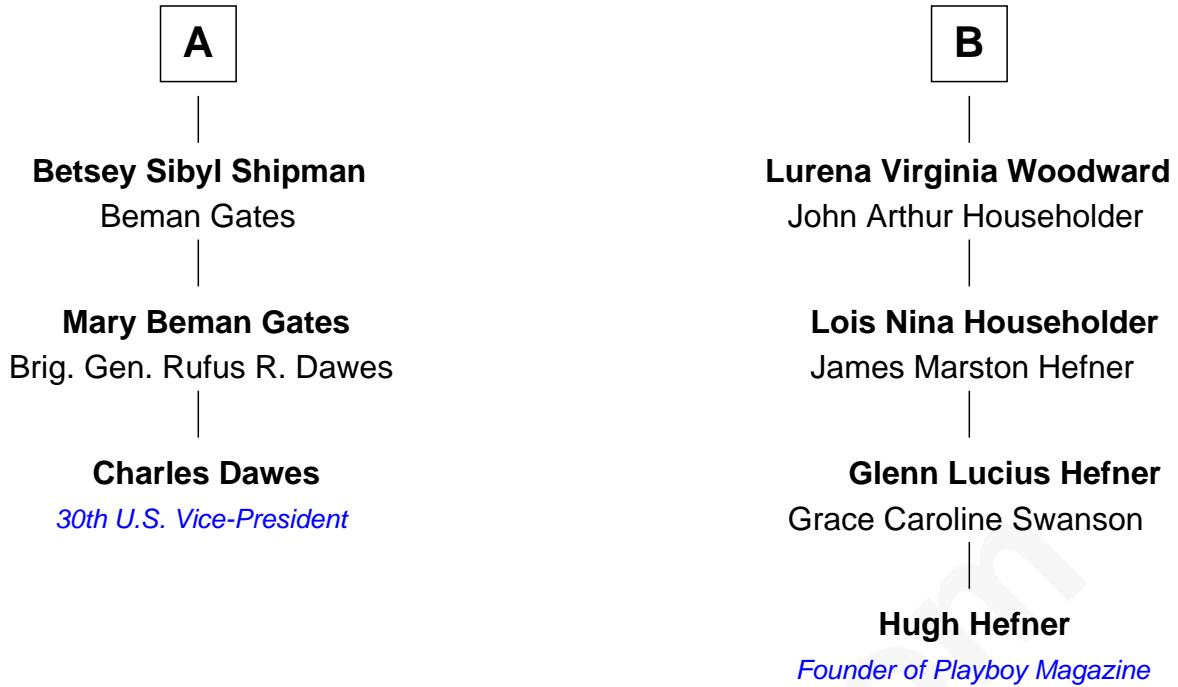 A
Betsey Sibyl Shipman
Beman Gates
Mary Beman Gates
Brig. Gen. Rufus R. Dawes
Charles Dawes
30th U.S. Vice-President
B
Lurena Virginia Woodward
John Arthur Householder
Lois Nina Householder
James Marston Hefner
Glenn Lucius Hefner
Grace Caroline Swanson
Hugh Hefner
Founder of Playboy Magazine